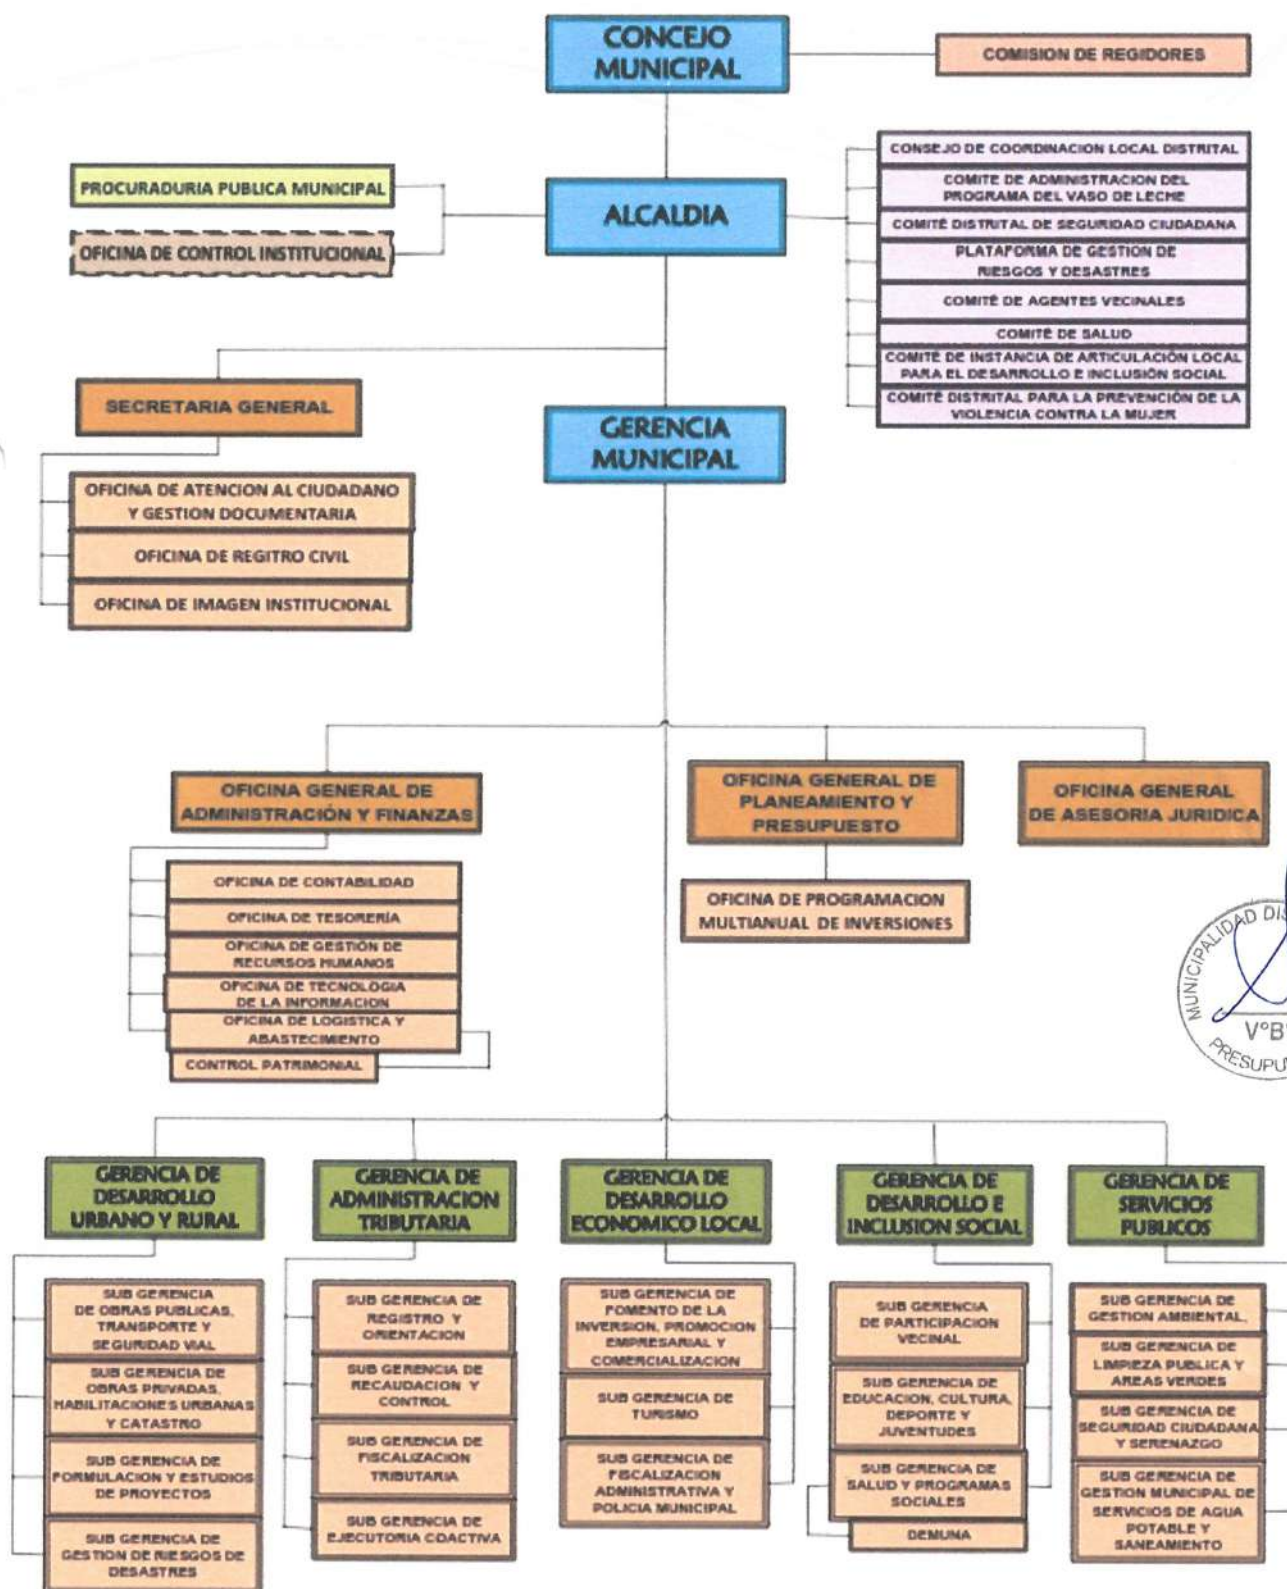 CONCEJO
MUNICIPAL
COMISION DE REGIDORES
PROCURADURIA PUBLICA MUNICIPAL
OFICINA DE CONTROL INSTITUCIONAL
ALCALDIA
CONSEJO DE COORDINACION LOCAL DISTRITAL
COMITE DE ADMINISTRACION DEL
PROGRAMA DEL VASO DE LECHE
COMITÉ DISTRITAL DE SEGURIDAD CIUDADANA
PLATAFORMA DE GESTION DE
RIESGOS Y DESASTRES
COMITÉ DE AGENTES VECINALES
COMITÉ DE SALUD
COMITÉ DE INSTANCIA DE ARTICULACIÓN LOCAL
PARA EL DESARROLLO E INCLUSIÓN SOCIAL
COMITÉ DISTRITAL PARA LA PREVENCIÓN DE LA
VIOLENCIA CONTRA LA MUJER
SECRETARIA GENERAL
OFICINA DE ATENCION AL CIUDADANO
Y GESTION DOCUMENTARIA
OFICINA DE REGITRO CIVIL
OFICINA DE IMAGEN INSTITUCIONAL
GERENCIA
MUNICIPAL
OFICINA GENERAL DE
ADMINISTRACIÓN Y FINANZAS
OFICINA DE CONTABILIDAD
OFICINA DE TESORERÍA
OFICINA DE GESTIÓN DE
RECURSOS HUMANOS
OFICINA DE TECNOLOGIA
DE LA INFORMACION
OFICINA DE LOGISTICA Y
ABASTECIMIENTO
CONTROL PATRIMONIAL
OFICINA GENERAL DE
PLANEAMIENTO Y
PRESUPUESTO
OFICINA DE PROGRAMACION
MULTIANUAL DE INVERSIONES
OFICINA GENERAL
DE ASESORIA JURIDICA
MUNICIPALIDAD DIS
V°B°
PRESUPU
GERENCIA DE
DESARROLLO
URBANO Y RURAL
SUB GERENCIA
DE OBRAS PUBLICAS,
TRANSPORTE Y
SEGURIDAD VIAL
SUB GERENCIA DE
OBRAS PRIVADAS,
HABILITACIONES URBANAS
Y CATASTRO
SUB GERENCIA DE
FORMULACION Y ESTUDIOS
DE PROYECTOS
SUB GERENCIA DE
GESTION DE RIESGOS DE
DESASTRES
GERENCIA DE
ADMINISTRACION
TRIBUTARIA
SUB GERENCIA DE
REGISTRO Y
ORIENTACION
SUB GERENCIA DE
RECAUDACION Y
CONTROL
SUB GERENCIA DE
FISCALIZACION
TRIBUTARIA
SUB GERENCIA DE
EJECUTORIA COACTIVA
GERENCIA DE
DESARROLLO
ECONOMICO LOCAL
SUB GERENCIA DE
FOMENTO DE LA
INVERSION, PROMOCION
EMPRESARIAL Y
COMERCIALIZACION
SUB GERENCIA DE
TURISMO
SUB GERENCIA DE
FISCALIZACION
ADMINISTRATIVA Y
POLICIA MUNICIPAL
GERENCIA DE
DESARROLLO E
INCLUSION SOCIAL
SUB GERENCIA
DE PARTICIPACION
VECINAL
SUB GERENCIA DE
EDUCACION, CULTURA,
DEPORTE Y
JUVENTUDES
SUB GERENCIA DE
SALUD Y PROGRAMAS
SOCIALES
DEMUNA
GERENCIA DE
SERVICIOS
PUBLICOS
SUB GERENCIA DE
GESTION AMBIENTAL,
SUB GERENCIA DE
LIMPIEZA PUBLICA Y
AREAS VERDES
SUB GERENCIA DE
SEGURIDAD CIUDADANA
Y SERENAZGO
SUB GERENCIA DE
GESTION MUNICIPAL DE
SERVICIOS DE AGUA
POTABLE Y
SANEAMIENTO